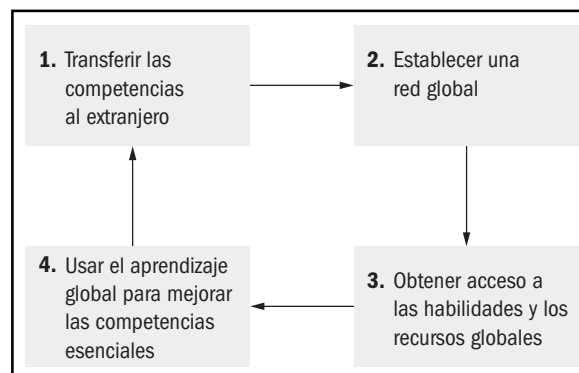 1. Transferir las
competencias
al extranjero
2. Establecer una
red global
3. Obtener acceso a
las habilidades y los
recursos globales
4. Usar el aprendizaje
global para mejorar
las competencias
esenciales